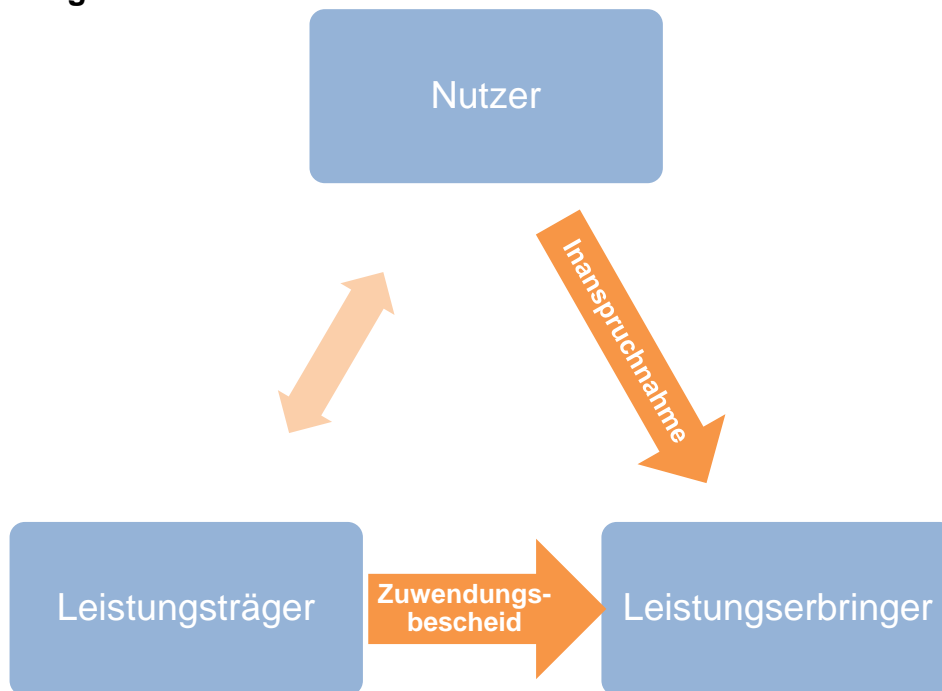 Nutzer
Inanspruchnahme
Leistungsträger
Zuwendungs-
bescheid
Leistungserbringer